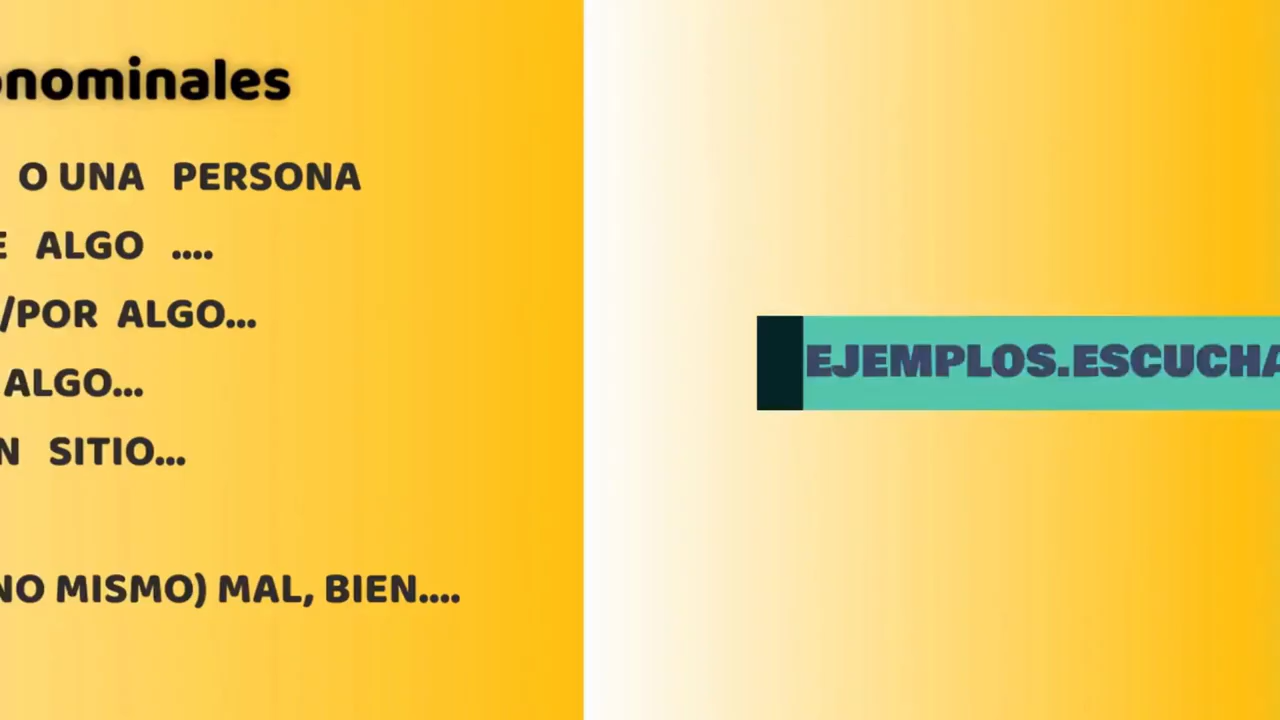 onominales
O UNA PERSONA
E ALGO ....
/POR ALGO...
ALGO...
N SITIO...
NO MISMO) MAL, BIEN....
EJEMPLOS.ESCUCHA